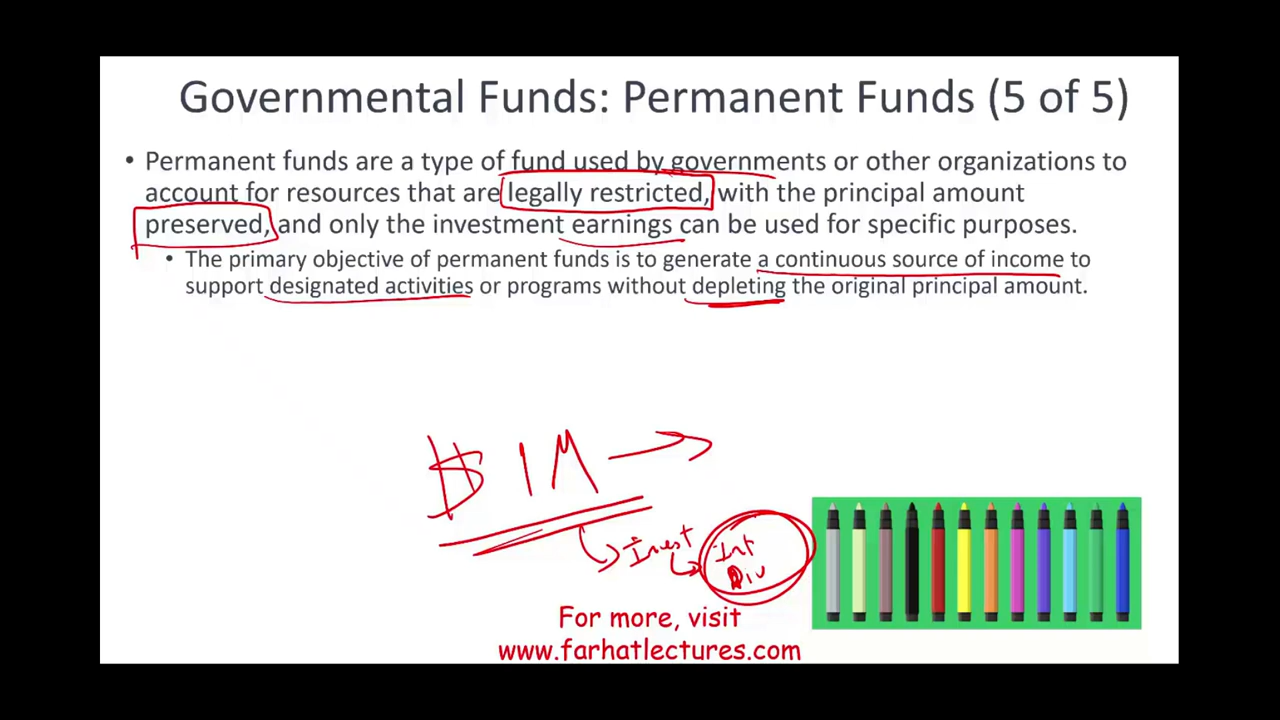 Governmental Funds: Permanent Funds (5 of 5)
• Permanent funds are a type of fund used by governments or other organizations to
account for resources that are legally restricted, with the principal amount
preserved, and only the investment earnings can be used for specific purposes.
• The primary objective of permanent funds is to generate a continuous source of income to
support designated activities or programs without depleting the original principal amount.
$ 1M
Invest
Int
Div
For more, visit
www.farhatlectures.com